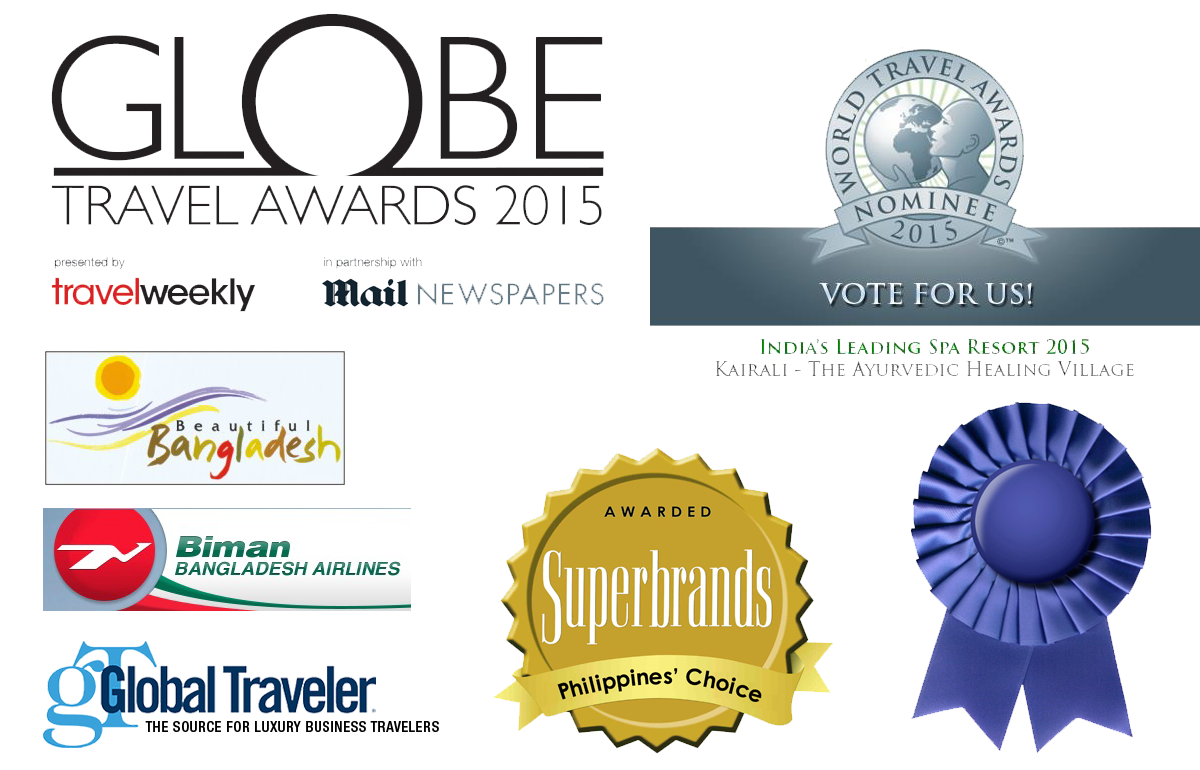 GLOBE
TRAVEL AWARDS 2015
presented by
travelweekly
in partnership with
Mail NEWSPAPERS
WORLD TRAVEL AWARDS
NOMINEE
2015
©™
VOTE FOR US!
INDIA'S LEADING SPA RESORT 2015
KAIRALI - THE AYURVEDIC HEALING VILLAGE
Beautiful
Bangladesh
Biman
BANGLADESH AIRLINES
AWARDED
Superbrands
Philippines' Choice
gT
Global Traveler
THE SOURCE FOR LUXURY BUSINESS TRAVELERS